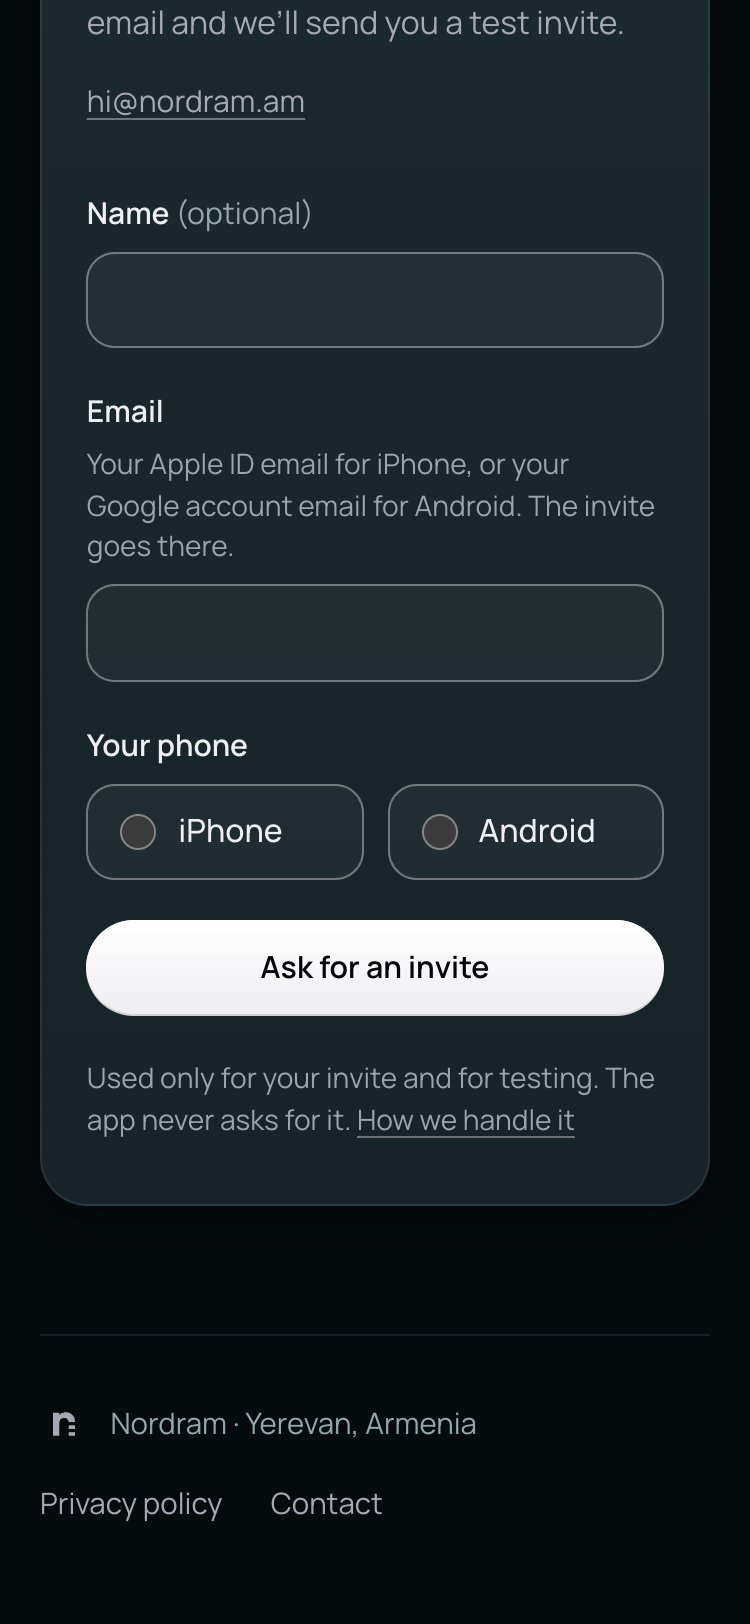 email and we’ll send you a test invite.
hi@nordram.am
Name (optional)
Email
Your Apple ID email for iPhone, or your
Google account email for Android. The invite
goes there.
Your phone
iPhone
Android
Ask for an invite
Used only for your invite and for testing. The
app never asks for it. How we handle it
n
Nordram · Yerevan, Armenia
Privacy policy
Contact